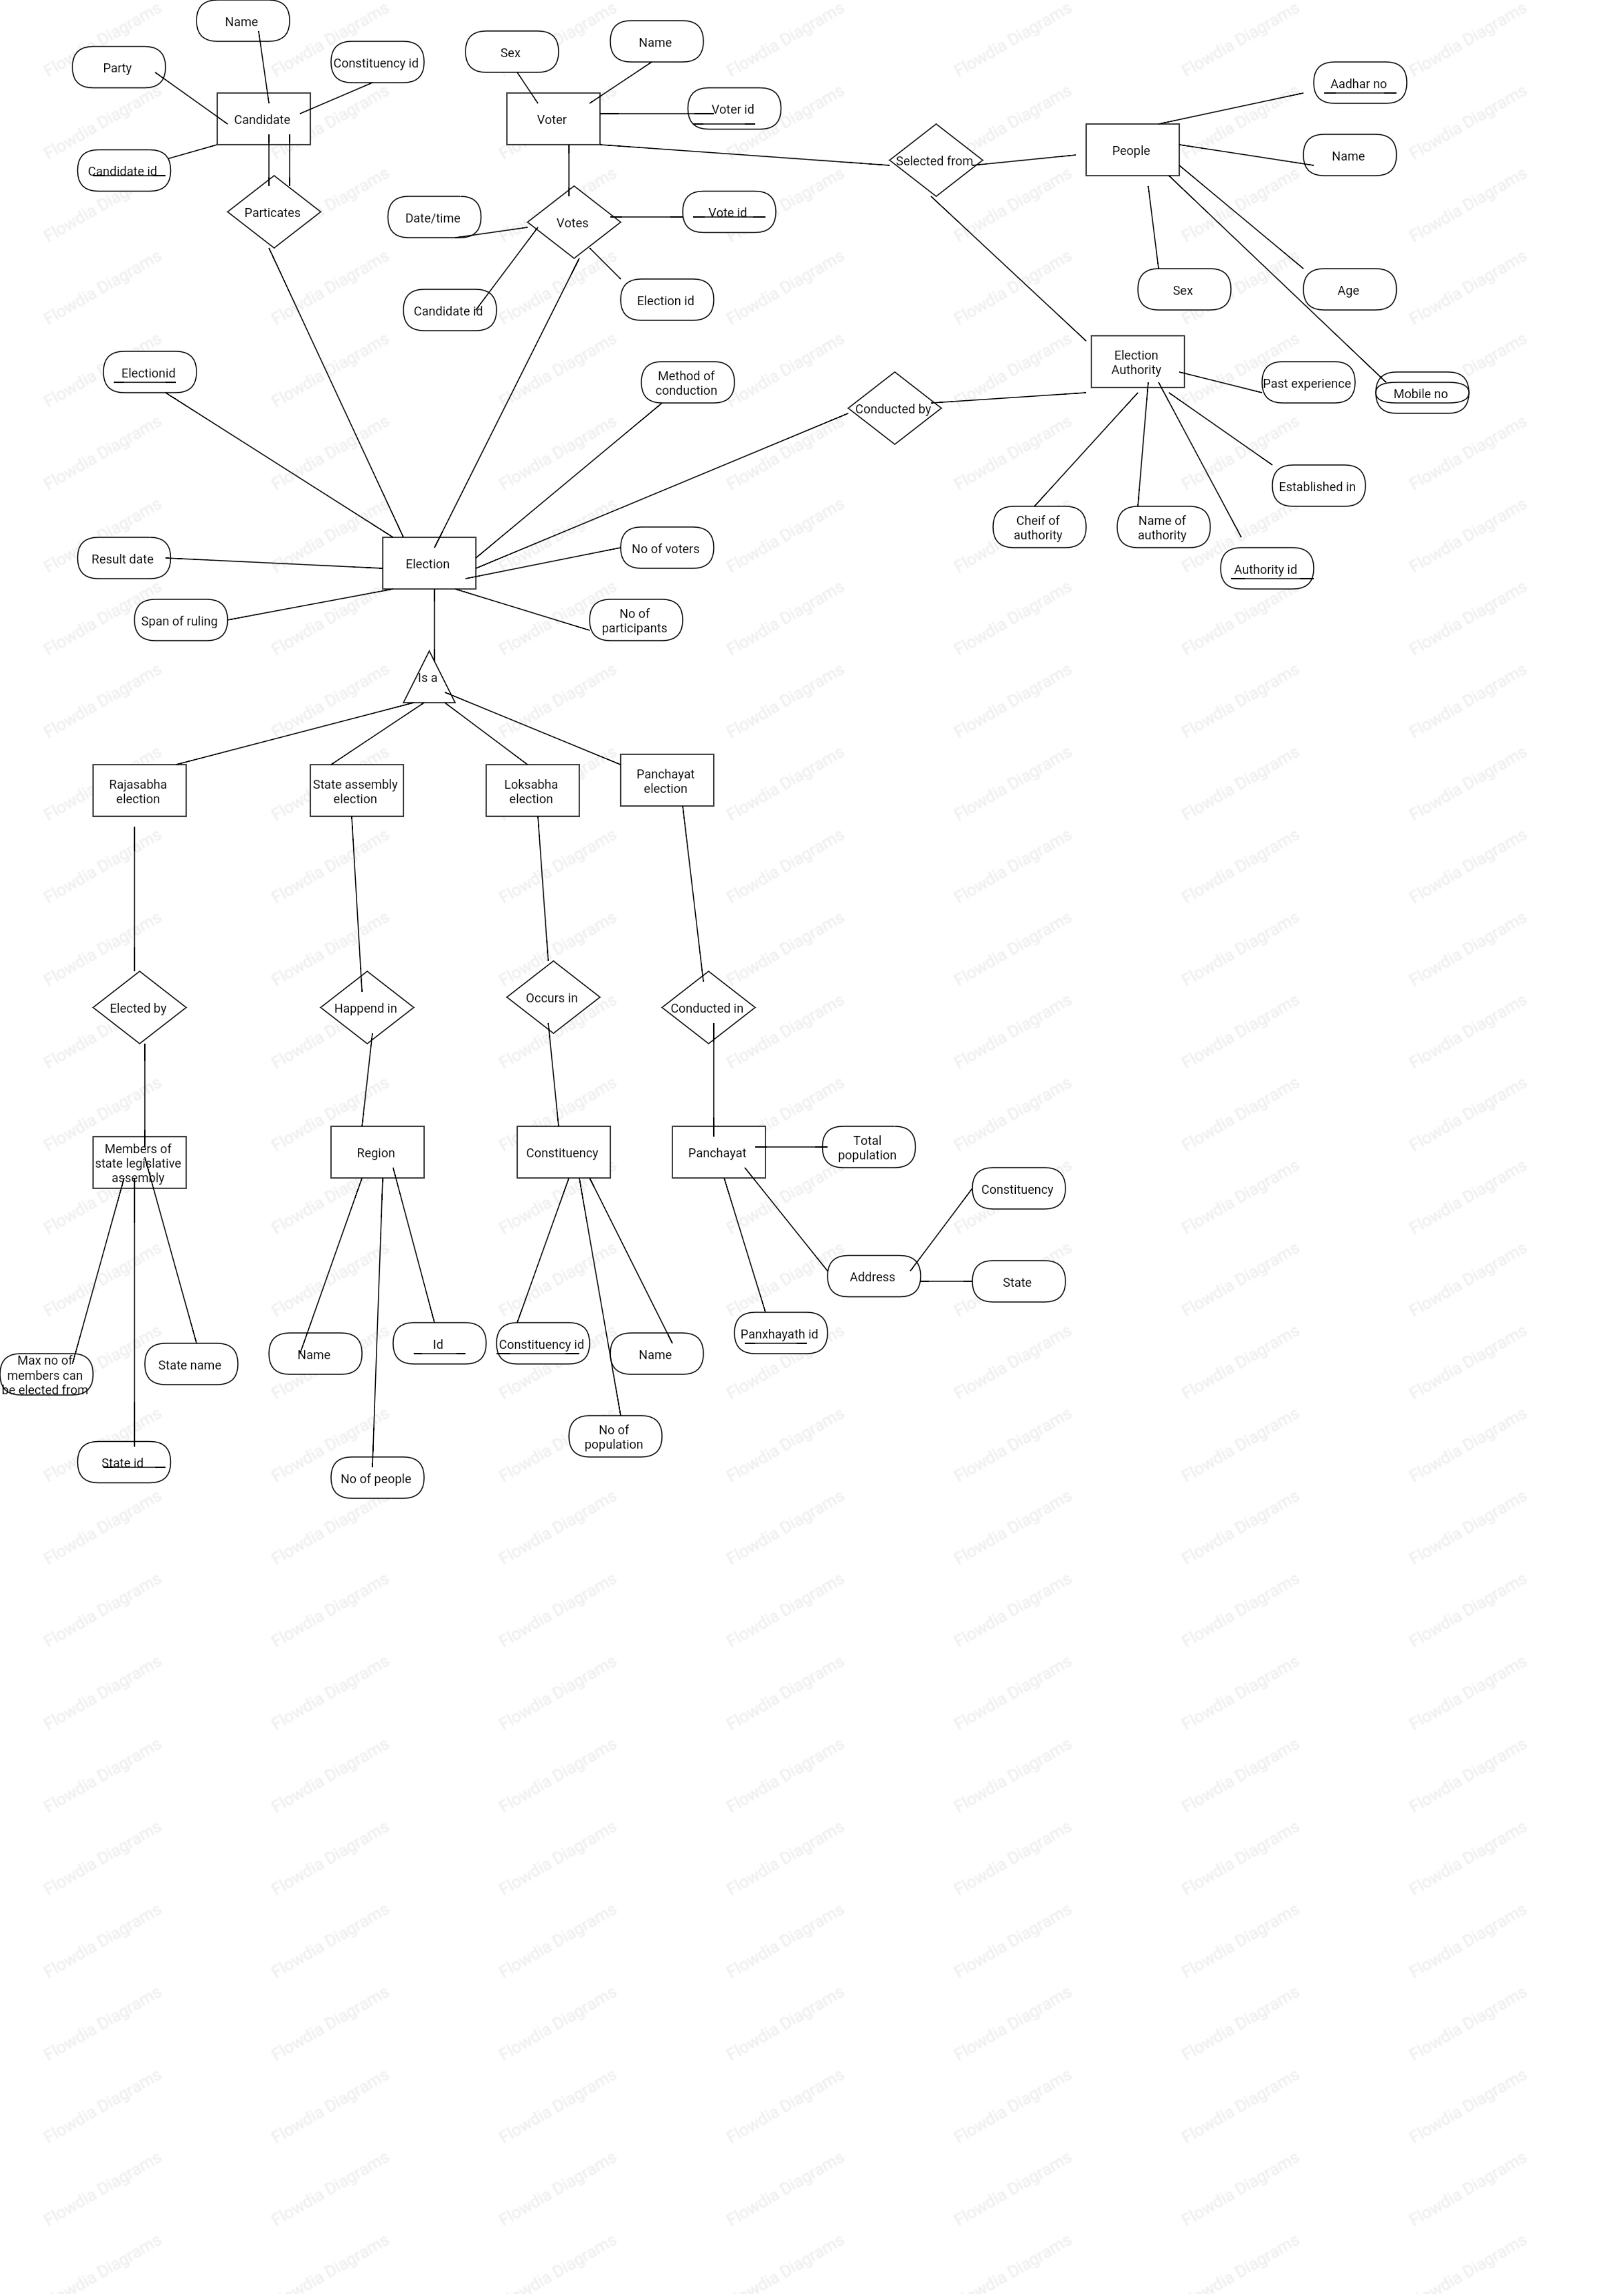 Name
Party
Constituency id
Candidate
Candidate id
Particates
Sex
Name
Voter id
Voter
Selected from
Aadhar no
People
Name
Date/time
Votes
Vote id
Candidate id
Election id
Sex
Age
Electionid
Method of
conduction
Conducted by
Election
Authority
Past experience
Mobile no
Established in
Cheif of
authority
Name of
authority
Authority id
Result date
Election
No of voters
Span of ruling
No of
participants
Is a
Rajasabha
election
State assembly
election
Loksabha
election
Panchayat
election
Elected by
Happend in
Occurs in
Conducted in
Members of
state legislative
assembly
Region
Constituency
Panchayat
Total
population
Constituency
Address
State
Max no of
members can
be elected from
State name
Name
Id
Constituency id
Name
Panxhayath id
No of
population
State id
No of people
Flowdia Diagrams